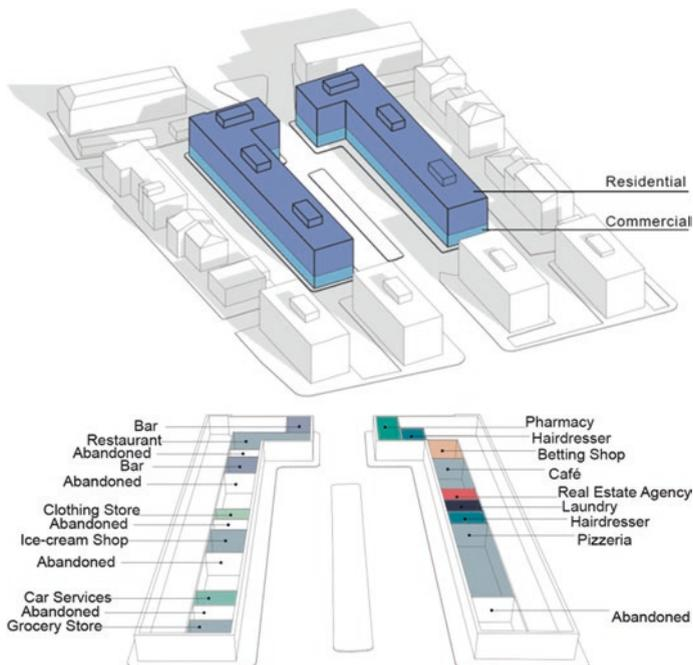 Residential
Commercial
Bar
Restaurant
Abandoned
Bar
Abandoned
Clothing Store
Abandoned
Ice-cream Shop
Abandoned
Car Services
Abandoned
Grocery Store
Pharmacy
Hairdresser
Betting Shop
Café
Real Estate Agency
Laundry
Hairdresser
Pizzeria
Abandoned